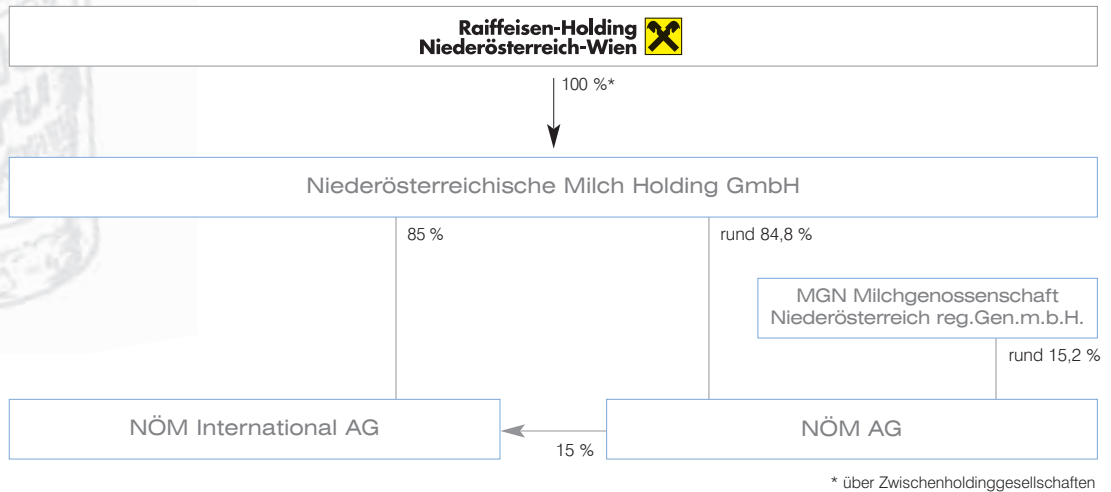 Raiffeisen-Holding
Niederösterreich-Wien
100 %*
Niederösterreichische Milch Holding GmbH
85 %
rund 84,8 %
MGN Milchgenossenschaft
Niederösterreich reg.Gen.m.b.H.
rund 15,2 %
NÖM International AG
NÖM AG
15 %
* über Zwischenholdinggesellschaften